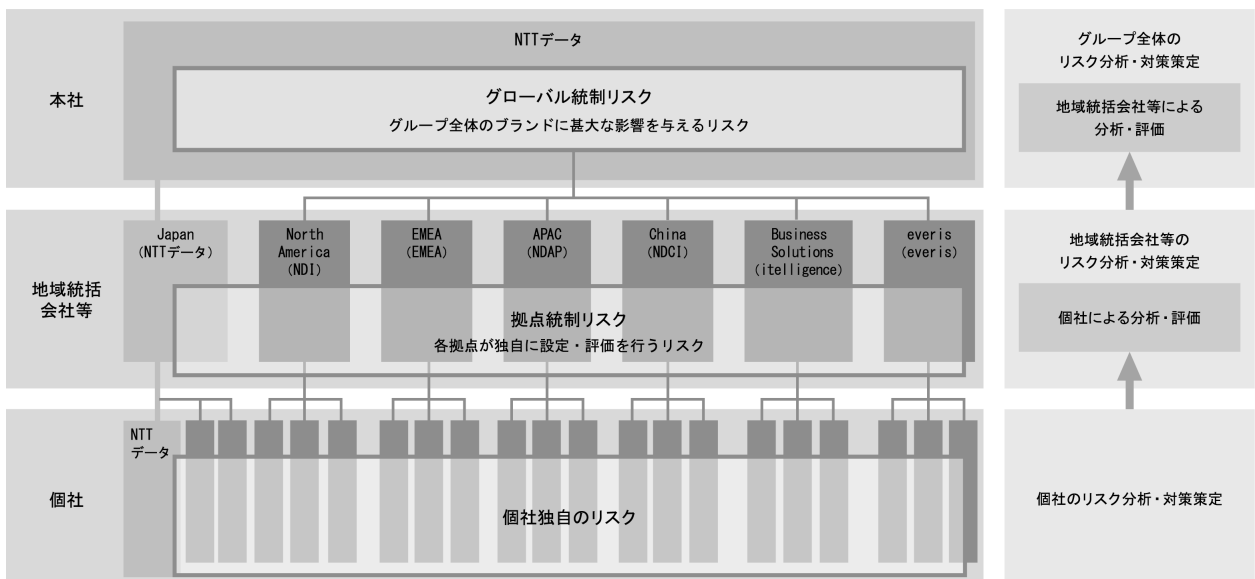 本社
NTTデータ
グローバル統制リスク
グループ全体のブランドに甚大な影響を与えるリスク
グループ全体の
リスク分析・対策策定
地域統括会社等による
分析・評価
地域統括
会社等
Japan
(NTTデータ)
North
America
(NDI)
EMEA
(EMEA)
APAC
(NDAP)
China
(NDCI)
Business
Solutions
(itelligence)
everis
(everis)
拠点統制リスク
各拠点が独自に設定・評価を行うリスク
地域統括会社等の
リスク分析・対策策定
個社による分析・評価
個社
NTT
データ
個社独自のリスク
個社のリスク分析・対策策定